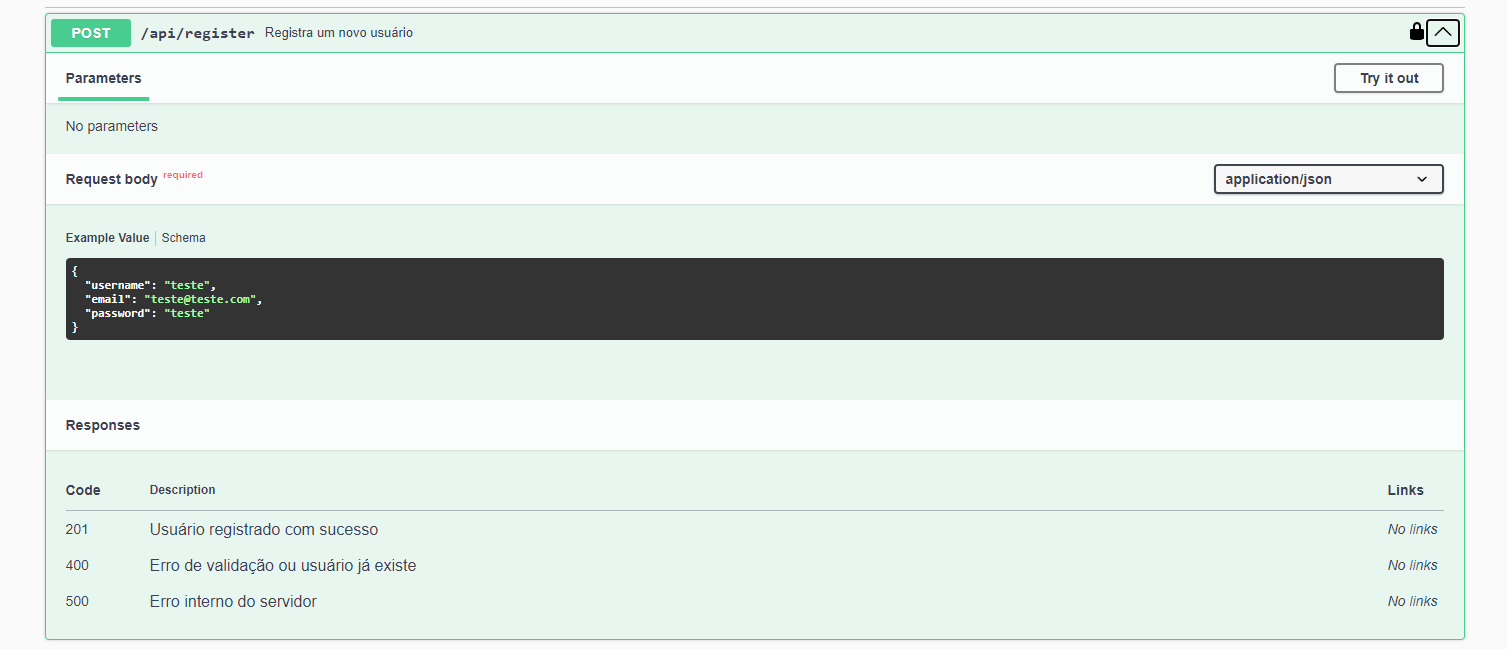 POST /api/register Registra um novo usuário
Parameters Try it out
No parameters
Request body required application/json
Example Value Schema
{
"username": "teste",
"email": "teste@teste.com",
"password": "teste"
}
Responses
Code Description Links
201 Usuário registrado com sucesso No links
400 Erro de validação ou usuário já existe No links
500 Erro interno do servidor No links